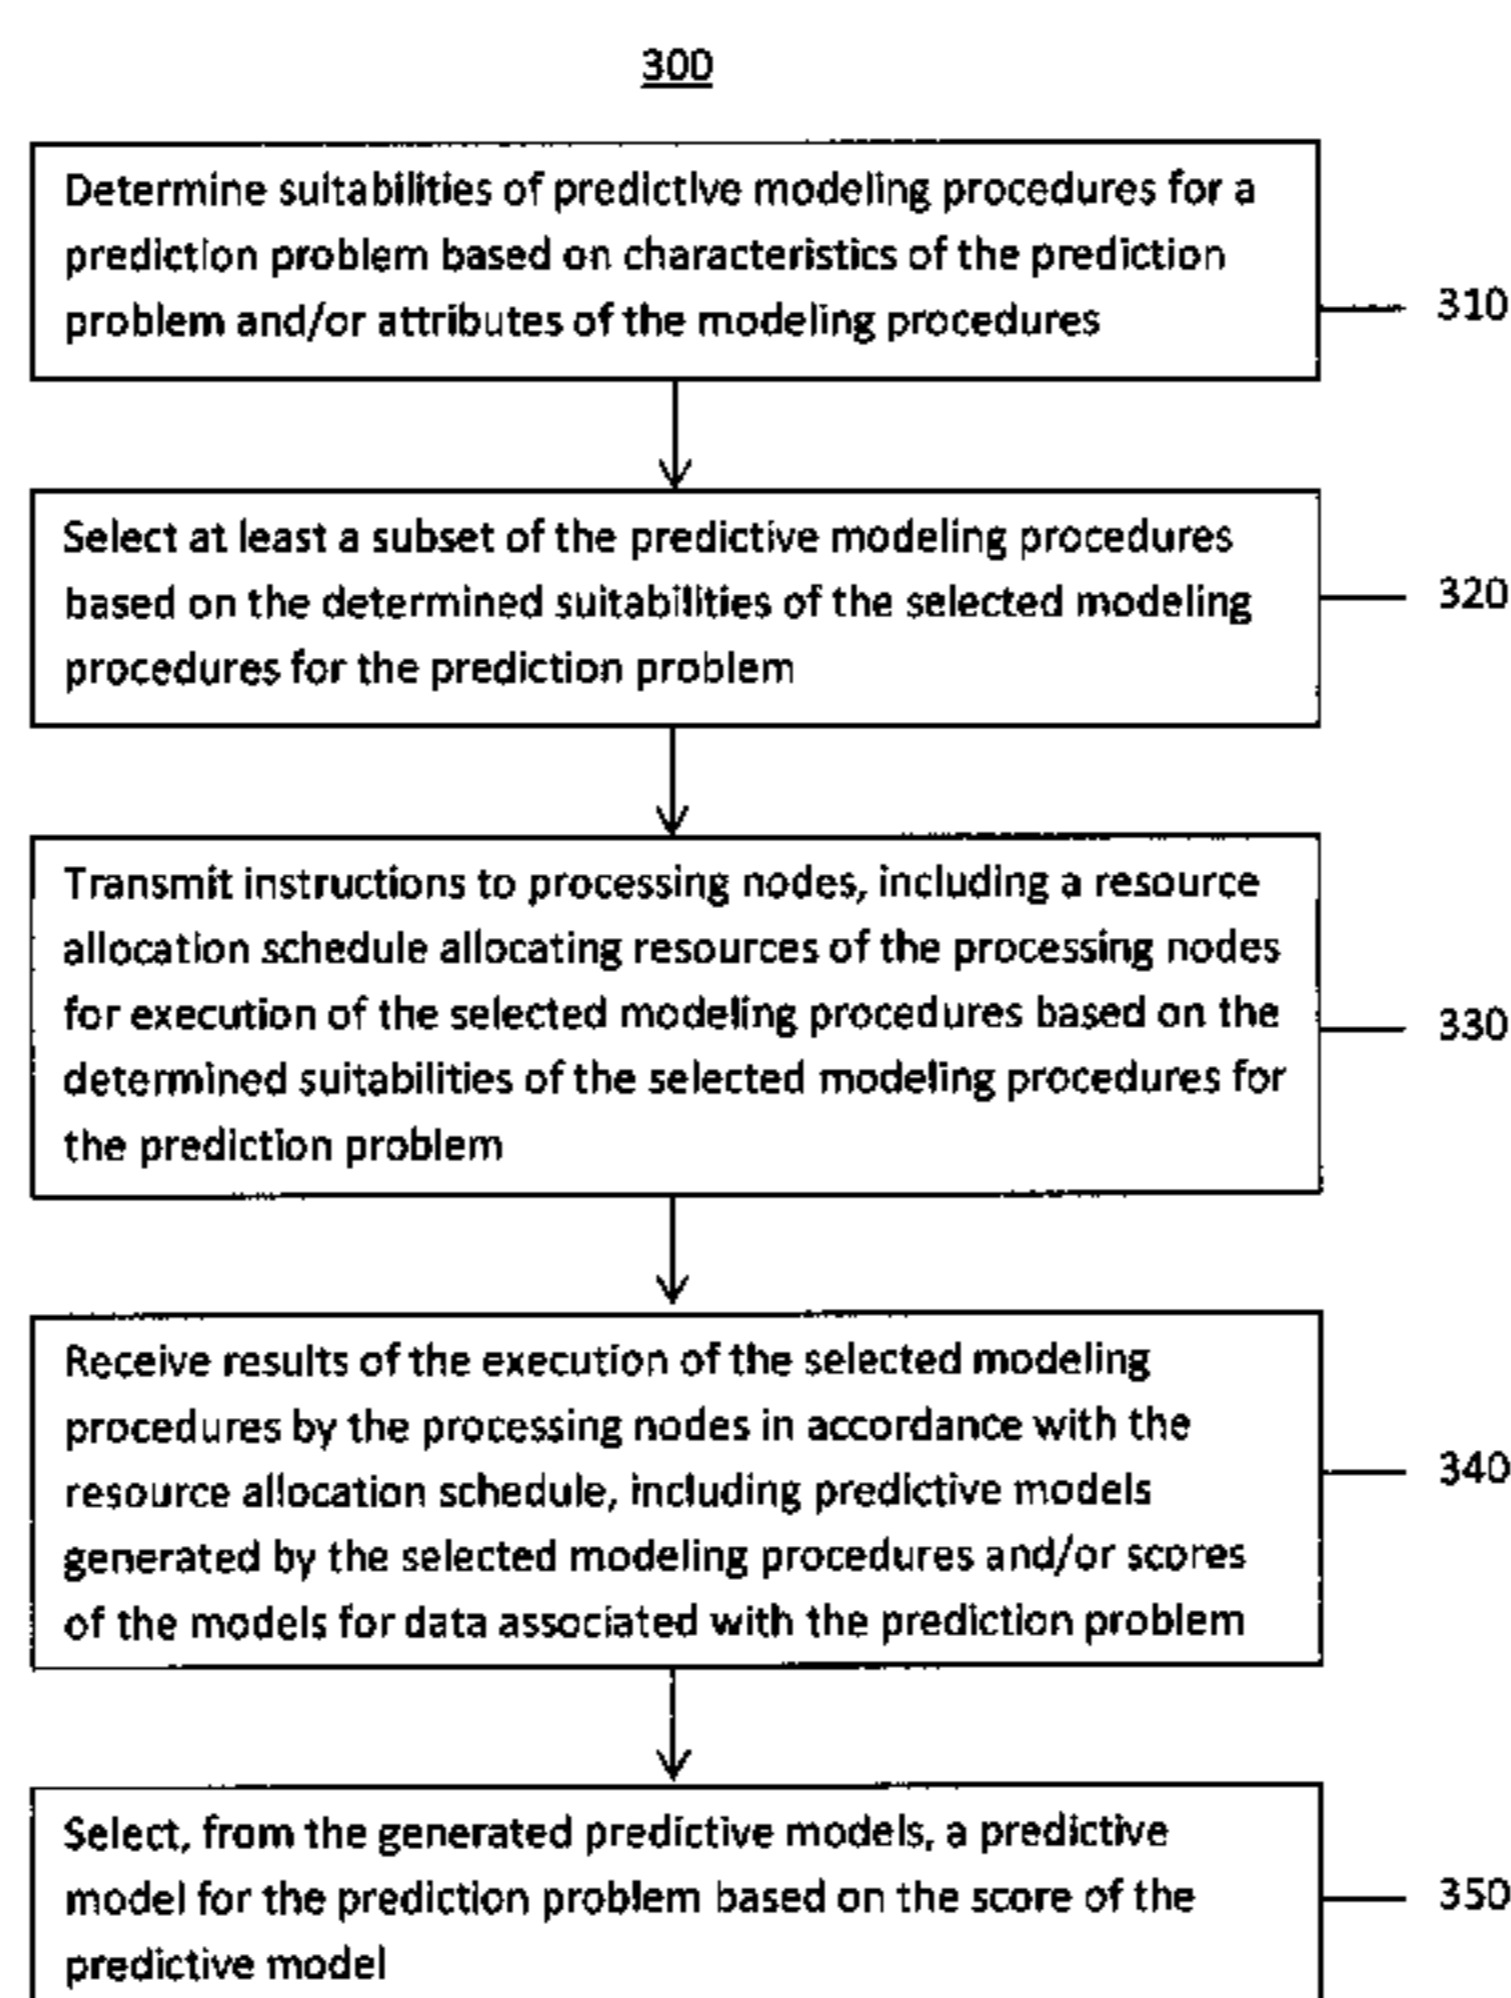 300
Determine suitabilities of predictive modeling procedures for a
prediction problem based on characteristics of the prediction
problem and/or attributes of the modeling procedures
310
Select at least a subset of the predictive modeling procedures
based on the determined suitabilities of the selected modeling
procedures for the prediction problem
320
Transmit instructions to processing nodes, including a resource
allocation schedule allocating resources of the processing nodes
for execution of the selected modeling procedures based on the
determined suitabilities of the selected modeling procedures for
the prediction problem
330
Receive results of the execution of the selected modeling
procedures by the processing nodes in accordance with the
resource allocation schedule, including predictive models
generated by the selected modeling procedures and/or scores
of the models for data associated with the prediction problem
340
Select, from the generated predictive models, a predictive
model for the prediction problem based on the score of the
predictive model
350